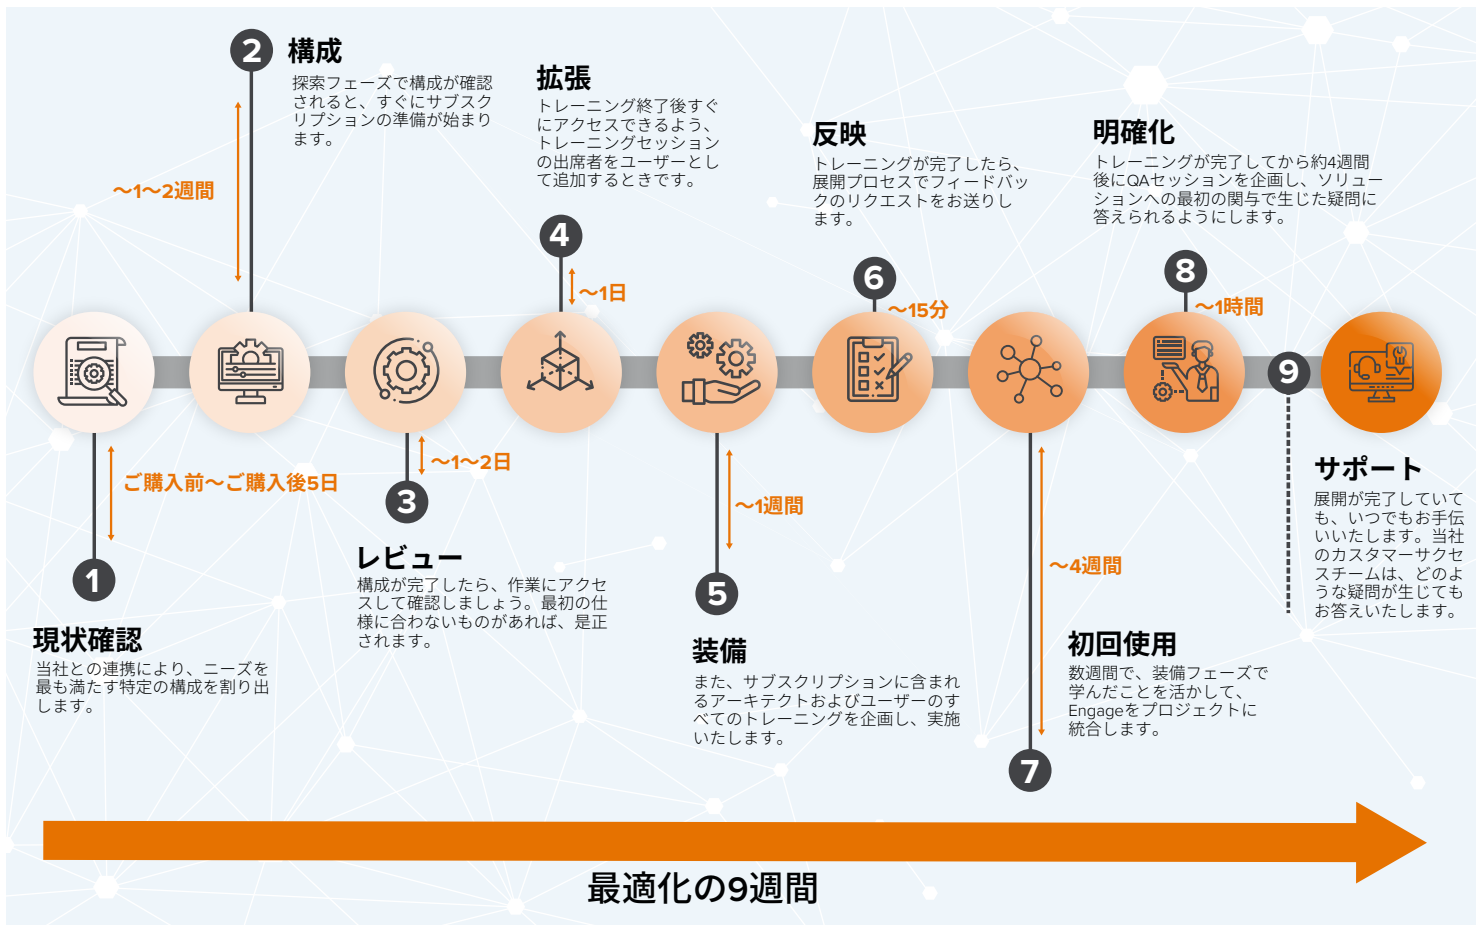 2
構成
探索フェーズで構成が確認
されると、すぐにサブスク
リプションの準備が始まり
ます。
〜1〜2週間
拡張
トレーニング終了後すぐ
にアクセスできるよう、
トレーニングセッション
の出席者をユーザーとし
て追加するときです。
4
〜1日
反映
トレーニングが完了したら、
展開プロセスでフィードバッ
クのリクエストをお送りし
ます。
6
〜15分
明確化
トレーニングが完了してから約4週間
後にQAセッションを企画し、ソリュー
ションへの最初の関与で生じた疑問に
答えられるようにします。
8
〜1時間
9
ご購入前〜ご購入後5日
1
現状確認
当社との連携により、ニーズを
最も満たす特定の構成を割り出
します。
〜1〜2日
3
レビュー
構成が完了したら、作業にアクセ
スして確認しましょう。最初の仕
様に合わないものがあれば、是正
されます。
〜1週間
5
装備
また、サブスクリプションに含まれ
るアーキテクトおよびユーザーのす
べてのトレーニングを企画し、実施
いたします。
〜4週間
初回使用
数週間で、装備フェーズで
学んだことを活かして、
Engageをプロジェクトに
統合します。
7
サポート
展開が完了していて
も、いつでもお手伝
いいたします。当社
のカスタマーサクセ
スチームは、どのよ
うな疑問が生じても
お答えいたします。
最適化の9週間